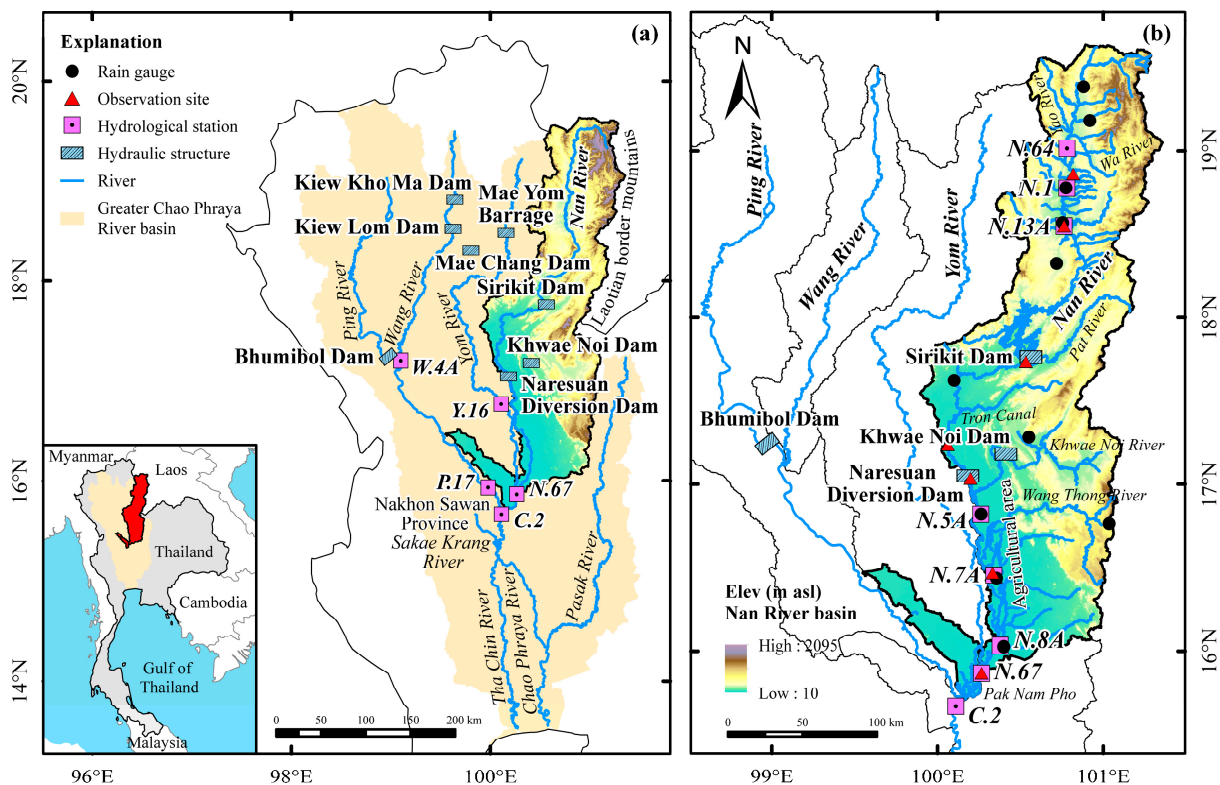 (a)
Explanation
Rain gauge
Observation site
Hydrological station
Hydraulic structure
River
Greater Chao Phraya
River basin
20°N
18°N
16°N
14°N
96°E
98°E
100°E
Kiew Kho Ma Dam
Mae Yom
Barrage
Nan River
Laotian border mountains
Kiew Lom Dam
Mae Chang Dam
Sirikit Dam
Ping River
Wang River
Yom River
Khwae Noi Dam
Bhumibol Dam
W.4A
Naresuan
Diversion Dam
Y.16
P.17
N.67
Nakhon Sawan
Province
C.2
Sakae Krang
River
Tha Chin River
Chao Phraya River
Pasak River
0 50 100 150 200 km
Myanmar
Laos
Thailand
Cambodia
Gulf of
Thailand
Malaysia
(b)
N
Ping River
Wang River
Yom River
Yao River
N.64
Wa River
N.1
N.13A
Nan River
Pat River
Sirikit Dam
Tron Canal
Bhumibol Dam
Khwae Noi Dam
Khwae Noi River
Naresuan
Diversion Dam
Wang Thong River
N.5A
Agricultural area
N.7A
Elev (m asl)
Nan River basin
High : 2095
Low : 10
N.8A
N.67
Pak Nam Pho
C.2
0 50 100 km
19°N
18°N
17°N
16°N
99°E
100°E
101°E